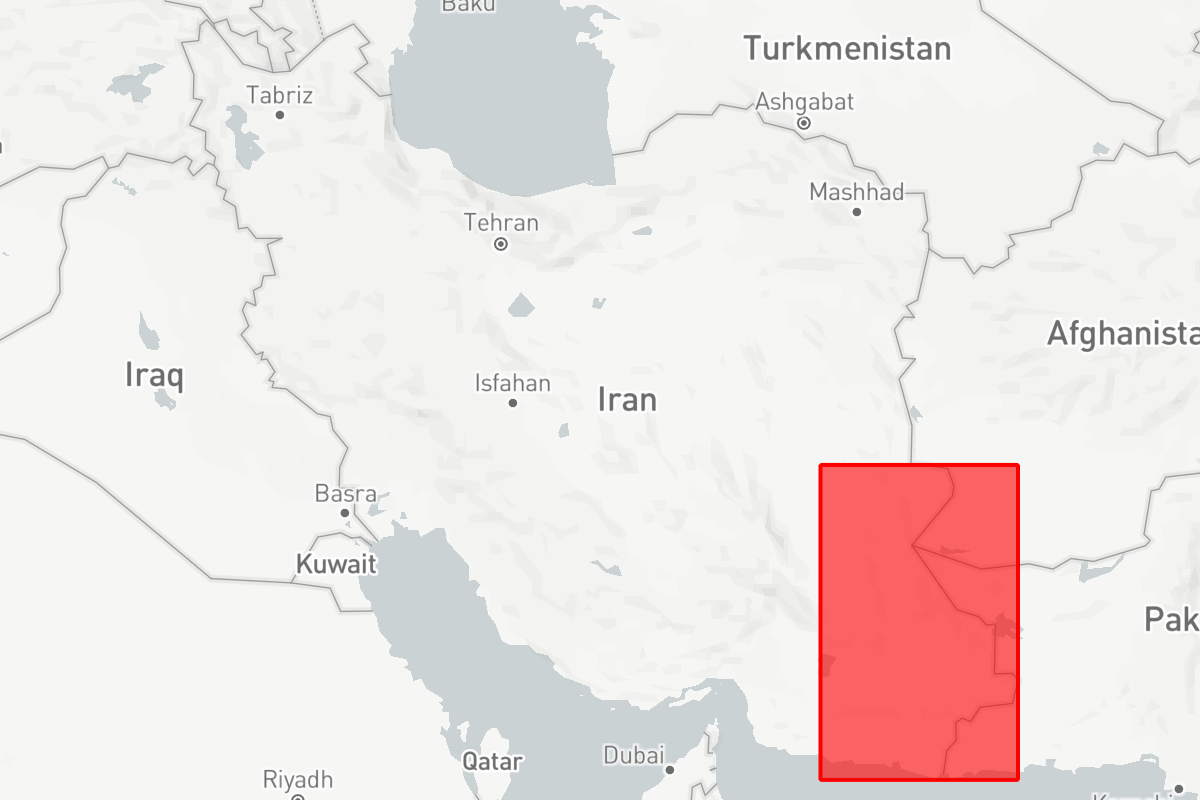 Baku
Turkmenistan
Tabriz
Ashgabat
Mashhad
Tehran
Afghanista
Iraq
Isfahan
Iran
Basra
Kuwait
Pak
Qatar
Dubai
Riyadh